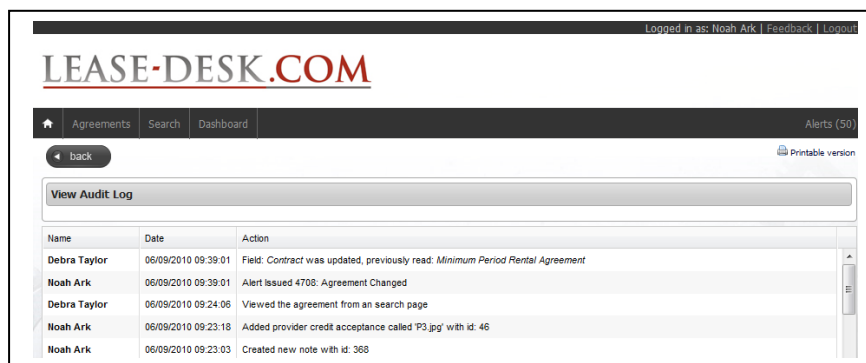 Logged in as: Noah Ark | Feedback | Logout
LEASE-DESK.COM
Agreements Search Dashboard Alerts (50)
back Printable version
View Audit Log
Name Date Action
Debra Taylor 06/09/2010 09:39:01 Field: Contract was updated, previously read: Minimum Period Rental Agreement
Noah Ark 06/09/2010 09:39:01 Alert Issued 4708: Agreement Changed
Debra Taylor 06/09/2010 09:24:06 Viewed the agreement from an search page
Noah Ark 06/09/2010 09:23:18 Added provider credit acceptance called 'P3.jpg' with id: 46
Noah Ark 06/09/2010 09:23:03 Created new note with id: 368